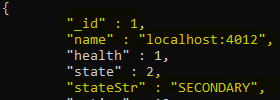 {
"_id" : 1,
"name" : "localhost:4012",
"health" : 1,
"state" : 2,
"stateStr" : "SECONDARY",